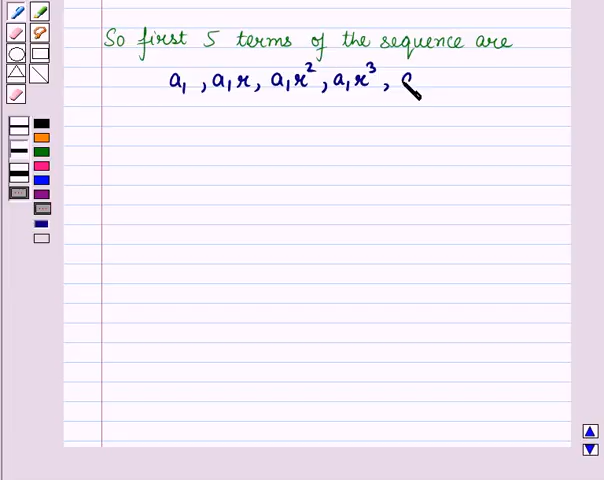 So first 5 terms of the sequence are
a₁ , a₁r, a₁r² , a₁r³ ,